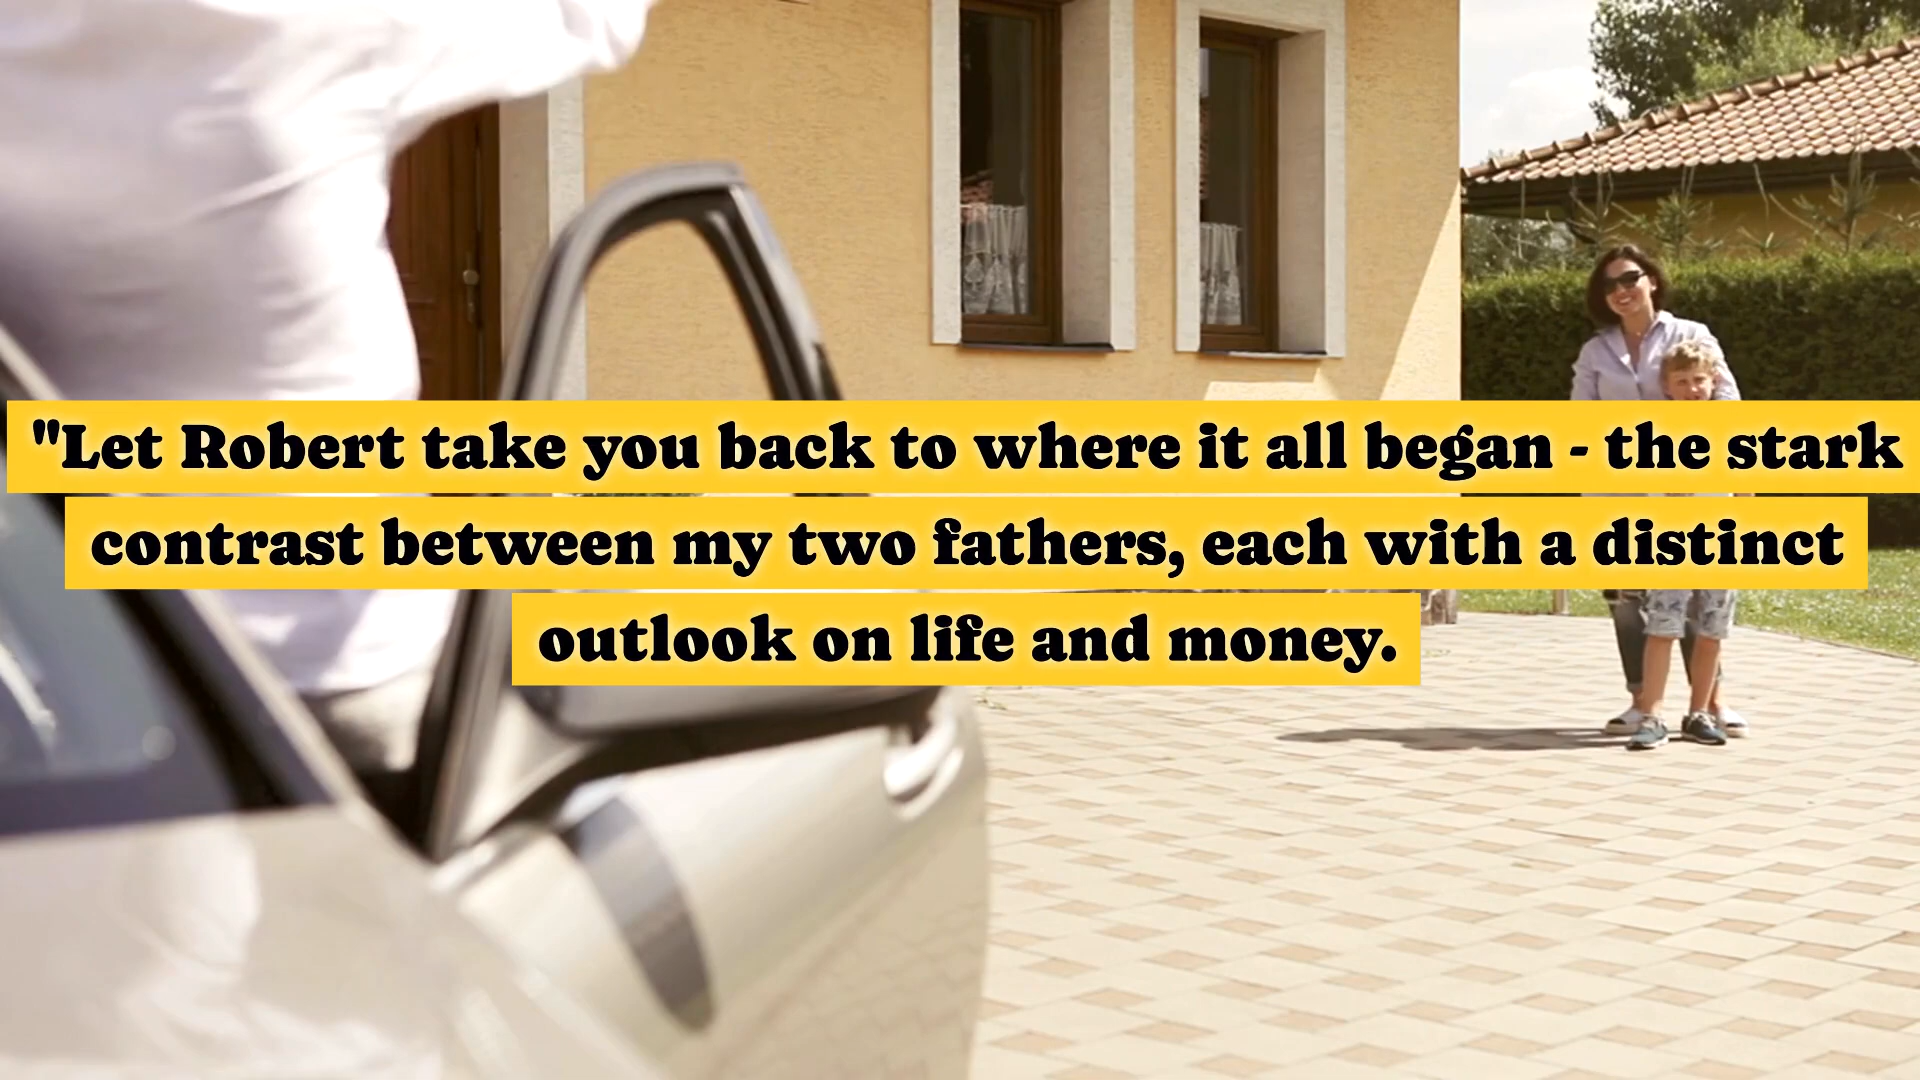 "Let Robert take you back to where it all began - the stark
contrast between my two fathers, each with a distinct
outlook on life and money.